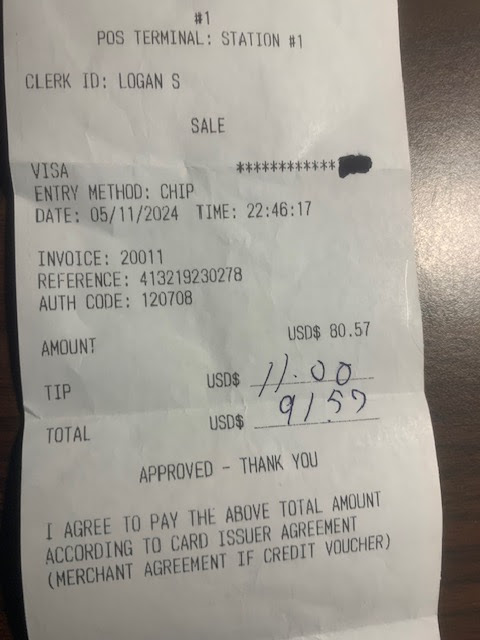 #1
POS TERMINAL: STATION #1
CLERK ID: LOGAN S
SALE
VISA ************
ENTRY METHOD: CHIP
DATE: 05/11/2024 TIME: 22:46:17
INVOICE: 20011
REFERENCE: 413219230278
AUTH CODE: 120708
AMOUNT USD$ 80.57
TIP USD$ 11.00
TOTAL USD$ 91.57
APPROVED - THANK YOU
I AGREE TO PAY THE ABOVE TOTAL AMOUNT
ACCORDING TO CARD ISSUER AGREEMENT
(MERCHANT AGREEMENT IF CREDIT VOUCHER)